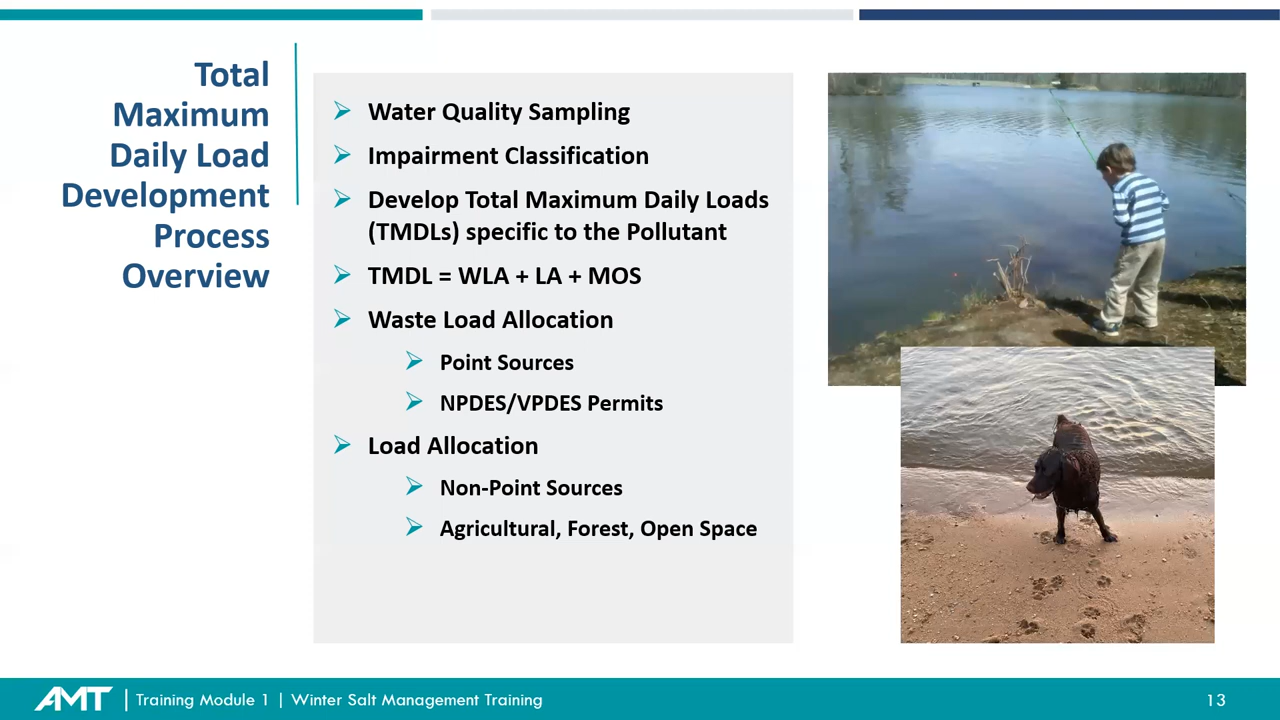 Total
Maximum
Daily Load
Development
Process
Overview
Water Quality Sampling
Impairment Classification
Develop Total Maximum Daily Loads
(TMDLs) specific to the Pollutant
TMDL = WLA + LA + MOS
Waste Load Allocation
Point Sources
NPDES/VPDES Permits
Load Allocation
Non-Point Sources
Agricultural, Forest, Open Space
AMT | Training Module 1 | Winter Salt Management Training
13